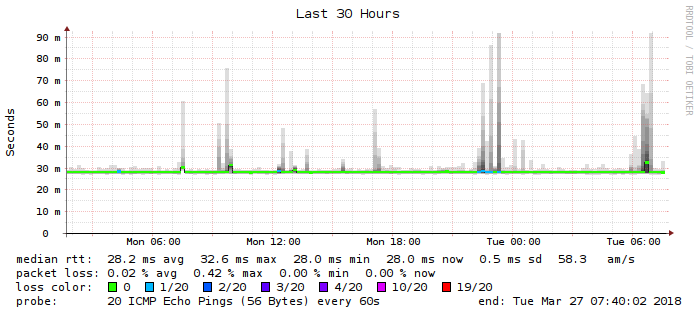 Last 30 Hours
RRDTOOL / TOBI OETIKER
Seconds
90 m
80 m
70 m
60 m
50 m
40 m
30 m
20 m
10 m
0
Mon 06:00 Mon 12:00 Mon 18:00 Tue 00:00 Tue 06:00
median rtt: 28.2 ms avg 32.6 ms max 28.0 ms min 28.0 ms now 0.5 ms sd 58.3 am/s
packet loss: 0.02 % avg 0.42 % max 0.00 % min 0.00 % now
loss color: 0 1/20 2/20 3/20 4/20 10/20 19/20
probe: 20 ICMP Echo Pings (56 Bytes) every 60s end: Tue Mar 27 07:40:02 2018